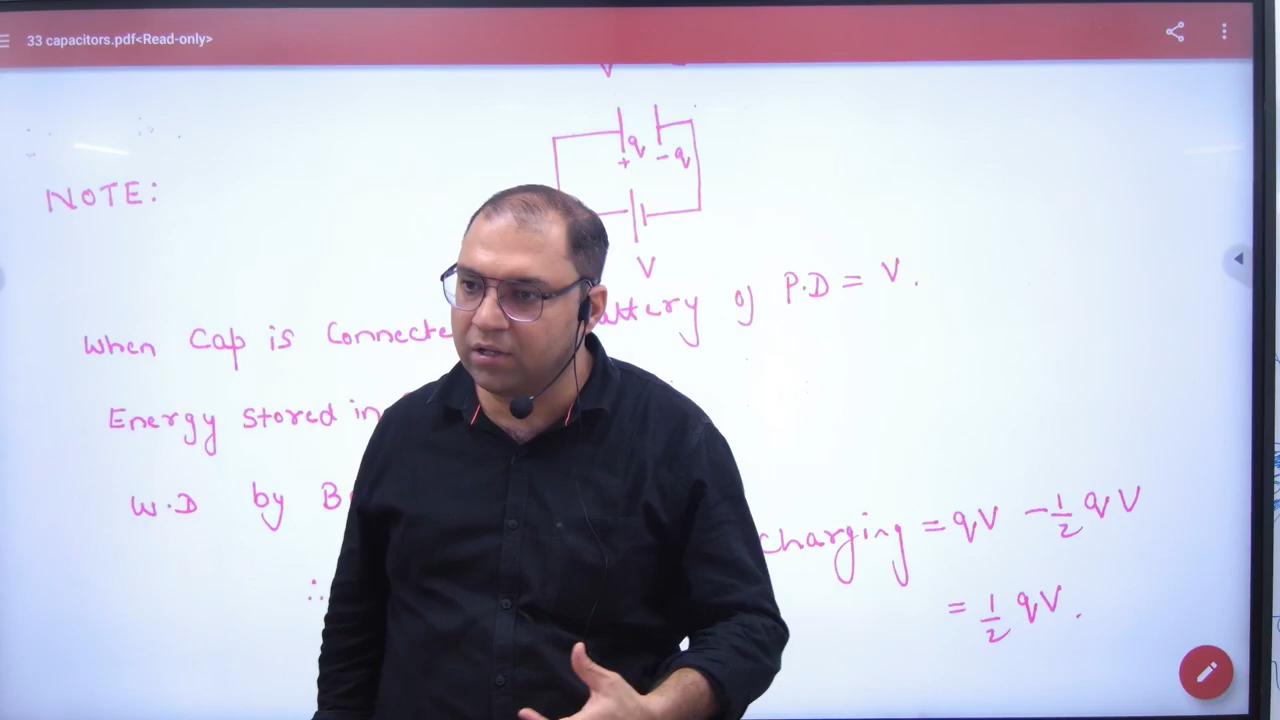 33 capacitors.pdf<Read-only>
V
q -q
+
V
NOTE:
When Cap is Connecte attery of P.D = V.
Energy Stored in
W.D by B charging = qV - 1/2 qV
∴ = 1/2 qV.